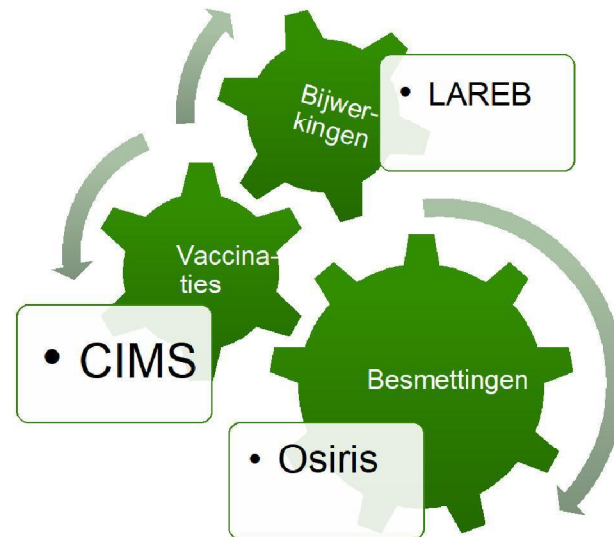 Bijwer-
kingen
• LAREB
Vaccina-
ties
• CIMS
Besmettingen
• Osiris